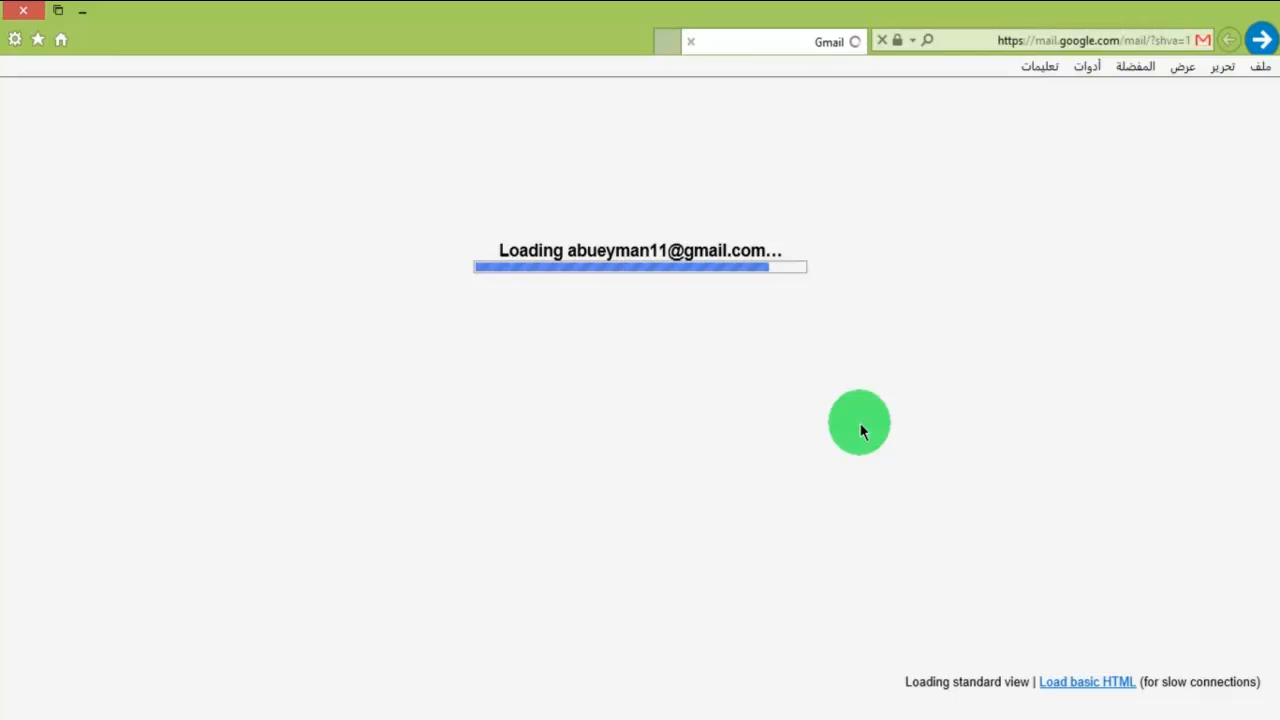 Gmail
https://mail.google.com/mail/?shva=1
ملف تحرير عرض المفضلة أدوات تعليمات
Loading abueyman11@gmail.com…
Loading standard view | Load basic HTML (for slow connections)